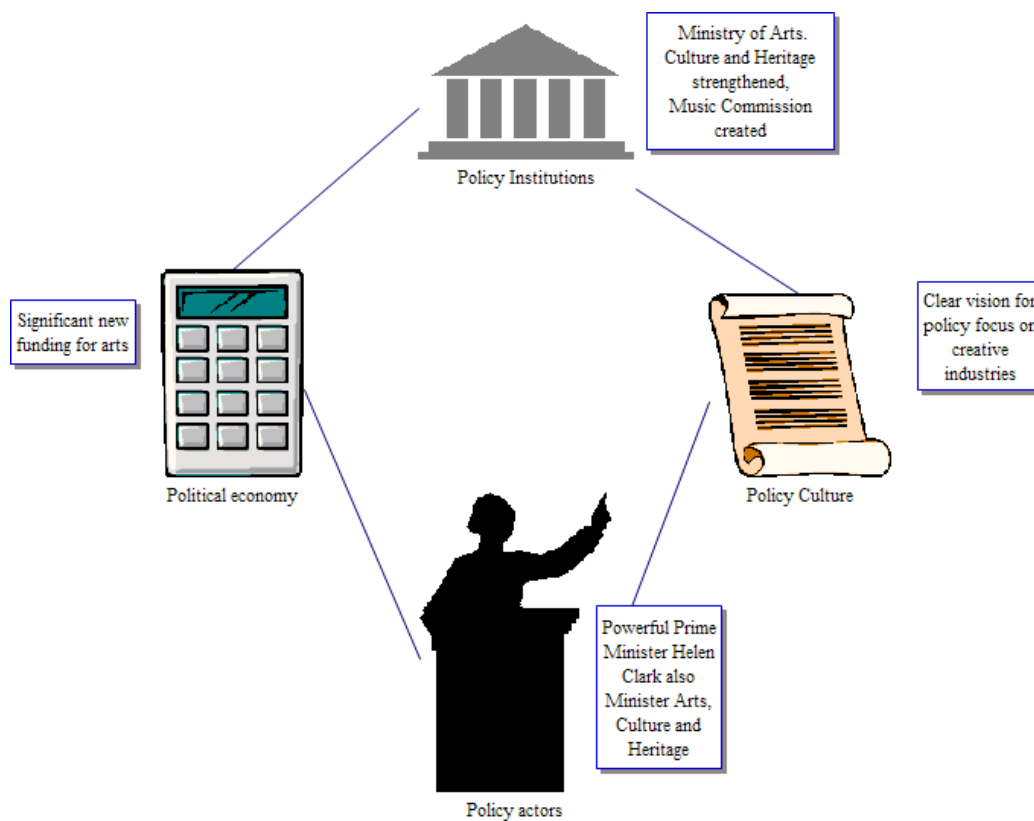 Ministry of Arts.
Culture and Heritage
strengthened,
Music Commission
created
Policy Institutions
Significant new
funding for arts
Political economy
Clear vision for
policy focus on
creative
industries
Policy Culture
Powerful Prime
Minister Helen
Clark also
Minister Arts,
Culture and
Heritage
Policy actors